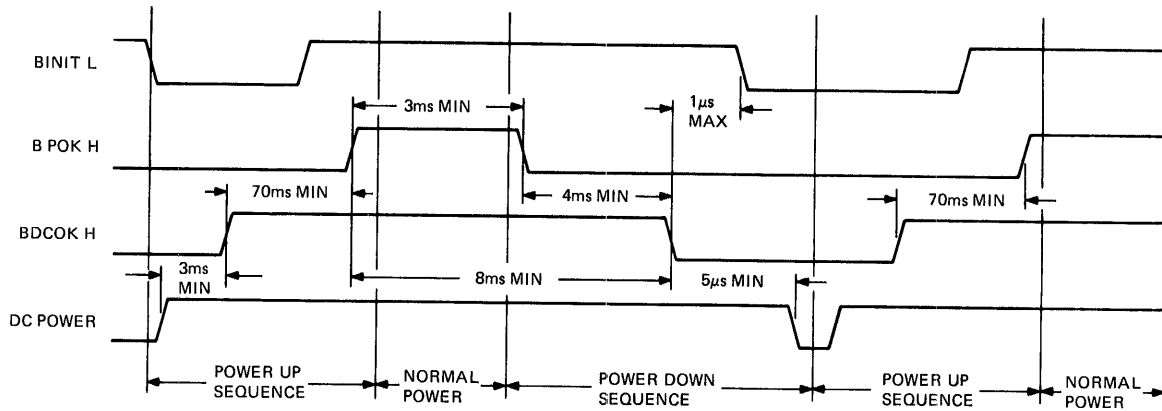 BINIT L
1µs
MAX
3ms MIN
B POK H
70ms MIN
4ms MIN
70ms MIN
BDCOK H
3ms
MIN
8ms MIN
5µs MIN
DC POWER
POWER UP
SEQUENCE
NORMAL
POWER
POWER DOWN
SEQUENCE
POWER UP
SEQUENCE
NORMAL
POWER